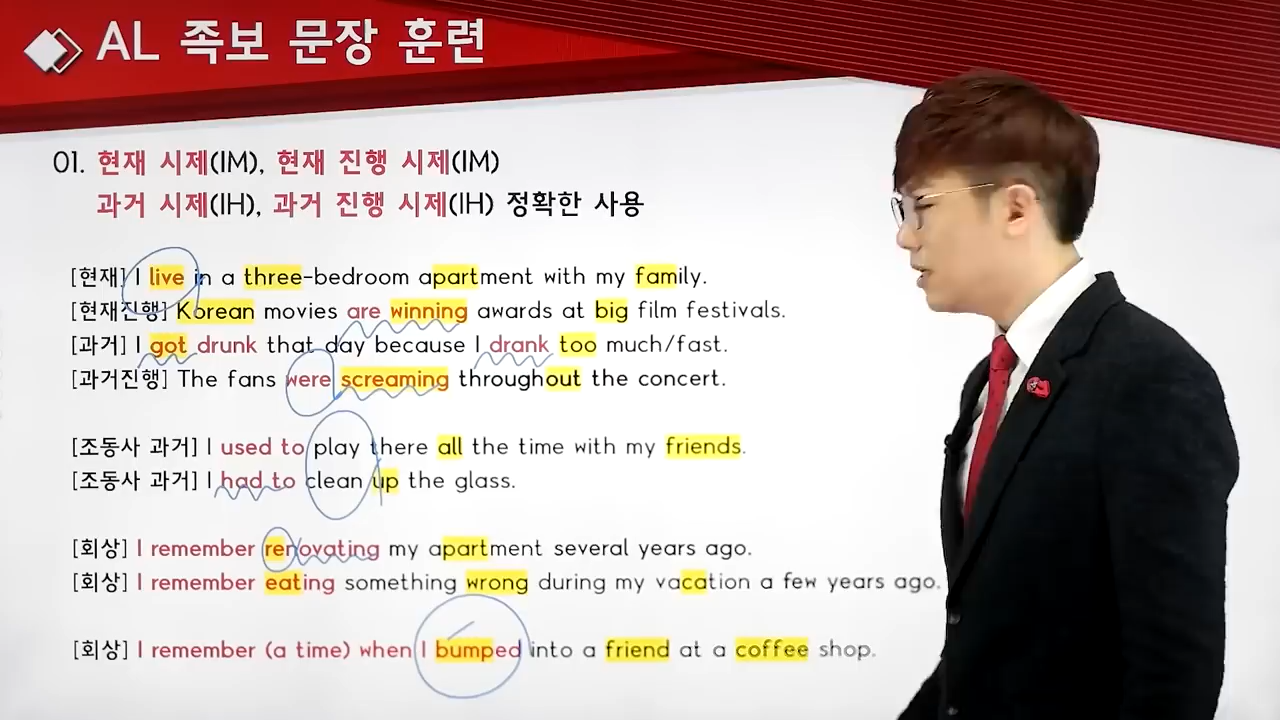 AL 족보 문장 훈련
01. 현재 시제(IM), 현재 진행 시제(IM)
과거 시제(IH), 과거 진행 시제(IH) 정확한 사용
[현재] I live in a three-bedroom apartment with my family.
[현재진행] Korean movies are winning awards at big film festivals.
[과거] I got drunk that day because I drank too much/fast.
[과거진행] The fans were screaming throughout the concert.
[조동사 과거] I used to play there all the time with my friends.
[조동사 과거] I had to clean up the glass.
[회상] I remember renovating my apartment several years ago.
[회상] I remember eating something wrong during my vacation a few years ago.
[회상] I remember (a time) when I bumped into a friend at a coffee shop.